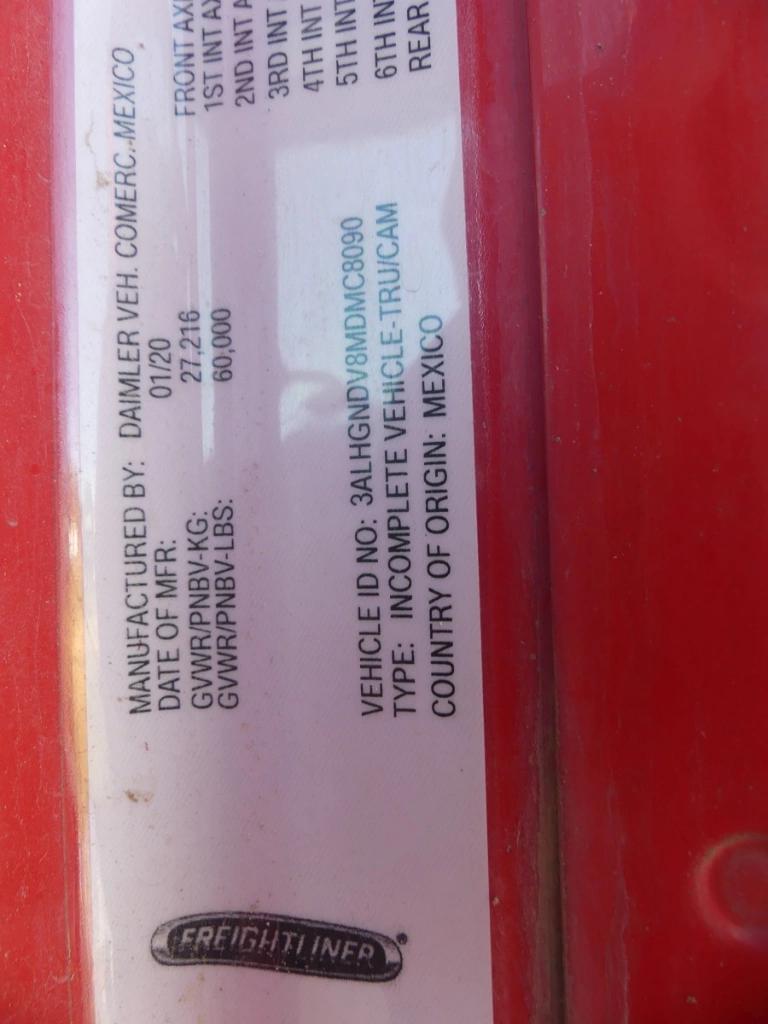 FREIGHTLINER
MANUFACTURED BY: DAIMLER VEH. COMERC. MEXICO
DATE OF MFR: 01/20
GVWR/PNBV-KG: 27,216
GVWR/PNBV-LBS: 60,000
FRONT
1ST INT
2ND INT
3RD INT
4TH INT
5TH INT
6TH INT
REAR
VEHICLE ID NO: 3ALHGNDV8MDMC8090
TYPE: INCOMPLETE VEHICLE-TRU/CAM
COUNTRY OF ORIGIN: MEXICO